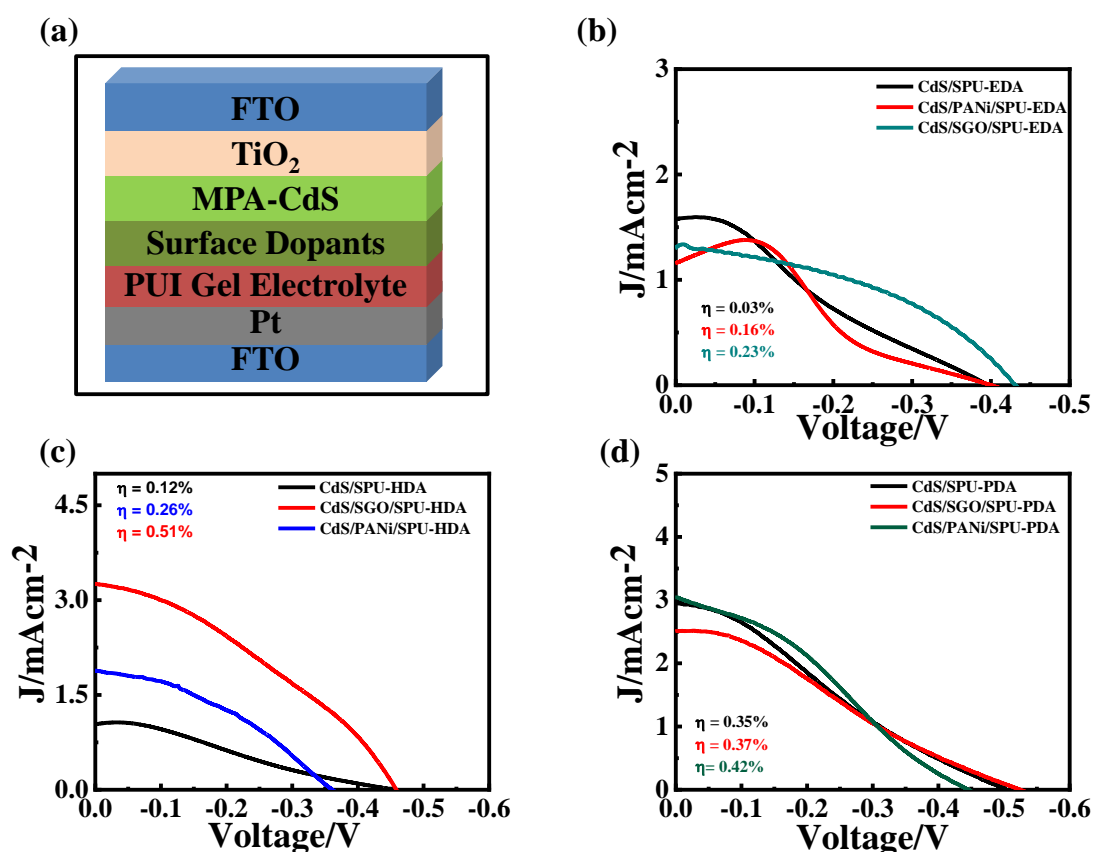 (a)
FTO
TiO₂
MPA-CdS
Surface Dopants
PUI Gel Electrolyte
Pt
FTO
(b)
3
2
1
0
J/mAcm-2
CdS/SPU-EDA
CdS/PANi/SPU-EDA
CdS/SGO/SPU-EDA
η = 0.03%
η = 0.16%
η = 0.23%
0.0 -0.1 -0.2 -0.3 -0.4 -0.5
Voltage/V
(c)
4.5
3.0
1.5
0.0
J/mAcm-2
η = 0.12%
η = 0.26%
η = 0.51%
CdS/SPU-HDA
CdS/SGO/SPU-HDA
CdS/PANi/SPU-HDA
0.0 -0.1 -0.2 -0.3 -0.4 -0.5 -0.6
Voltage/V
(d)
5
4
3
2
1
0
J/mAcm-2
CdS/SPU-PDA
CdS/SGO/SPU-PDA
CdS/PANi/SPU-PDA
η = 0.35%
η = 0.37%
η= 0.42%
0.0 -0.1 -0.2 -0.3 -0.4 -0.5 -0.6
Voltage/V